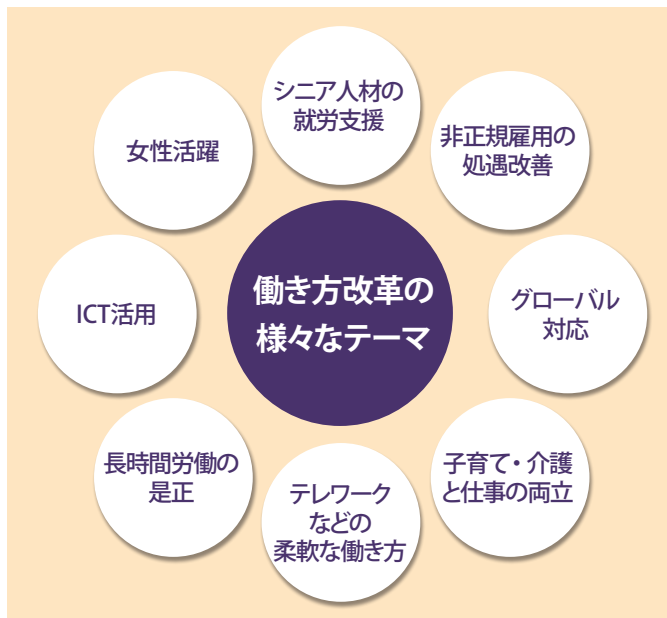 シニア人材の
就労支援
非正規雇用の
処遇改善
グローバル
対応
子育て・介護
と仕事の両立
テレワーク
などの
柔軟な働き方
長時間労働の
是正
ICT活用
女性活躍
働き方改革の
様々なテーマ